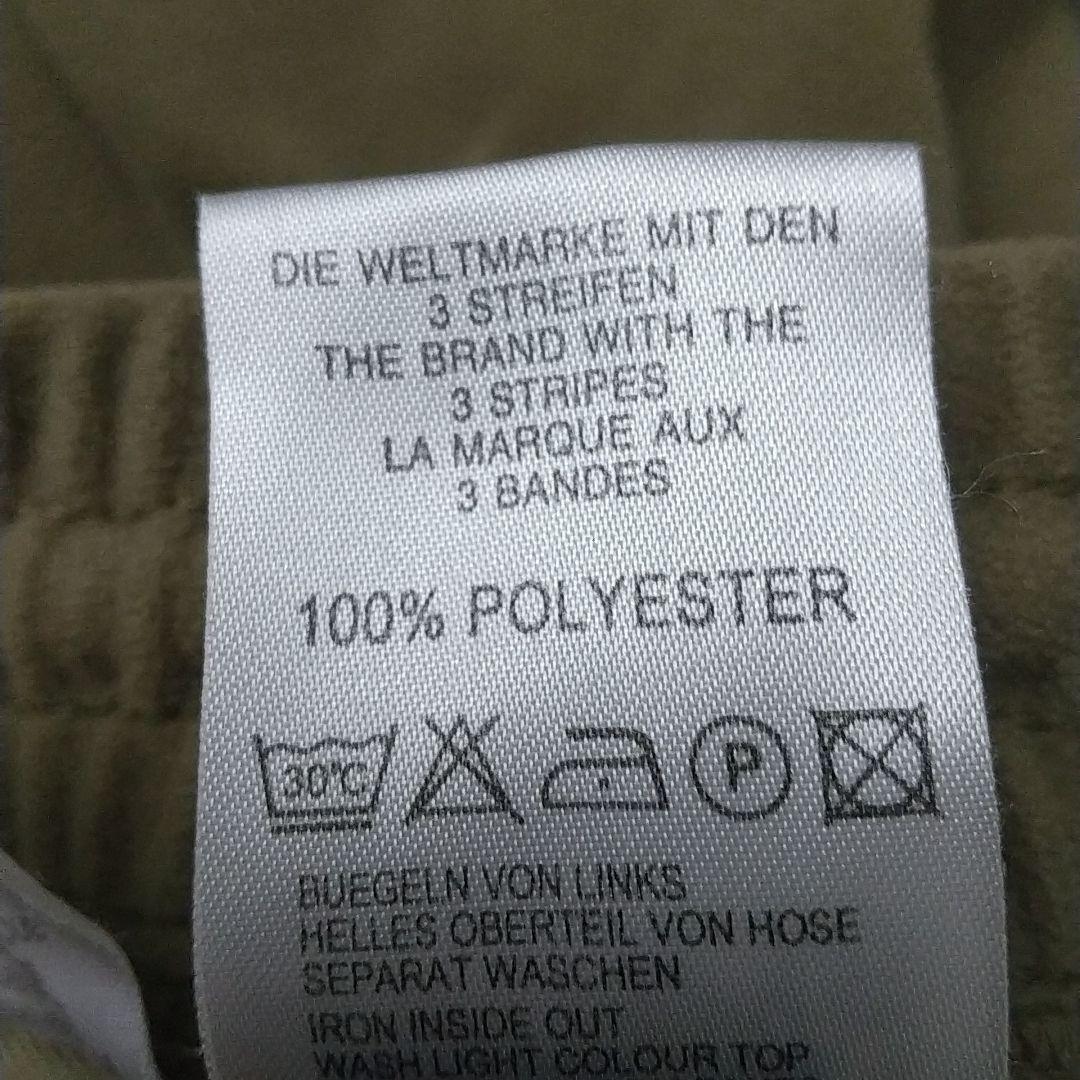 DIE WELTMARKE MIT DEN
3 STREIFEN
THE BRAND WITH THE
3 STRIPES
LA MARQUE AUX
3 BANDES
100% POLYESTER
30°C P
BUEGELN VON LINKS
HELLES OBERTEIL VON HOSE
SEPARAT WASCHEN
IRON INSIDE OUT
WASH LIGHT COLOUR TOP